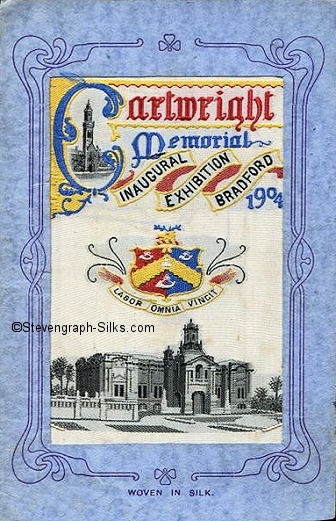 Cartwright
Memorial
INAUGURAL
EXHIBITION
BRADFORD
1904
LABOR OMNIA VINCIT
©Stevengraph-Silks.com
WOVEN IN SILK.